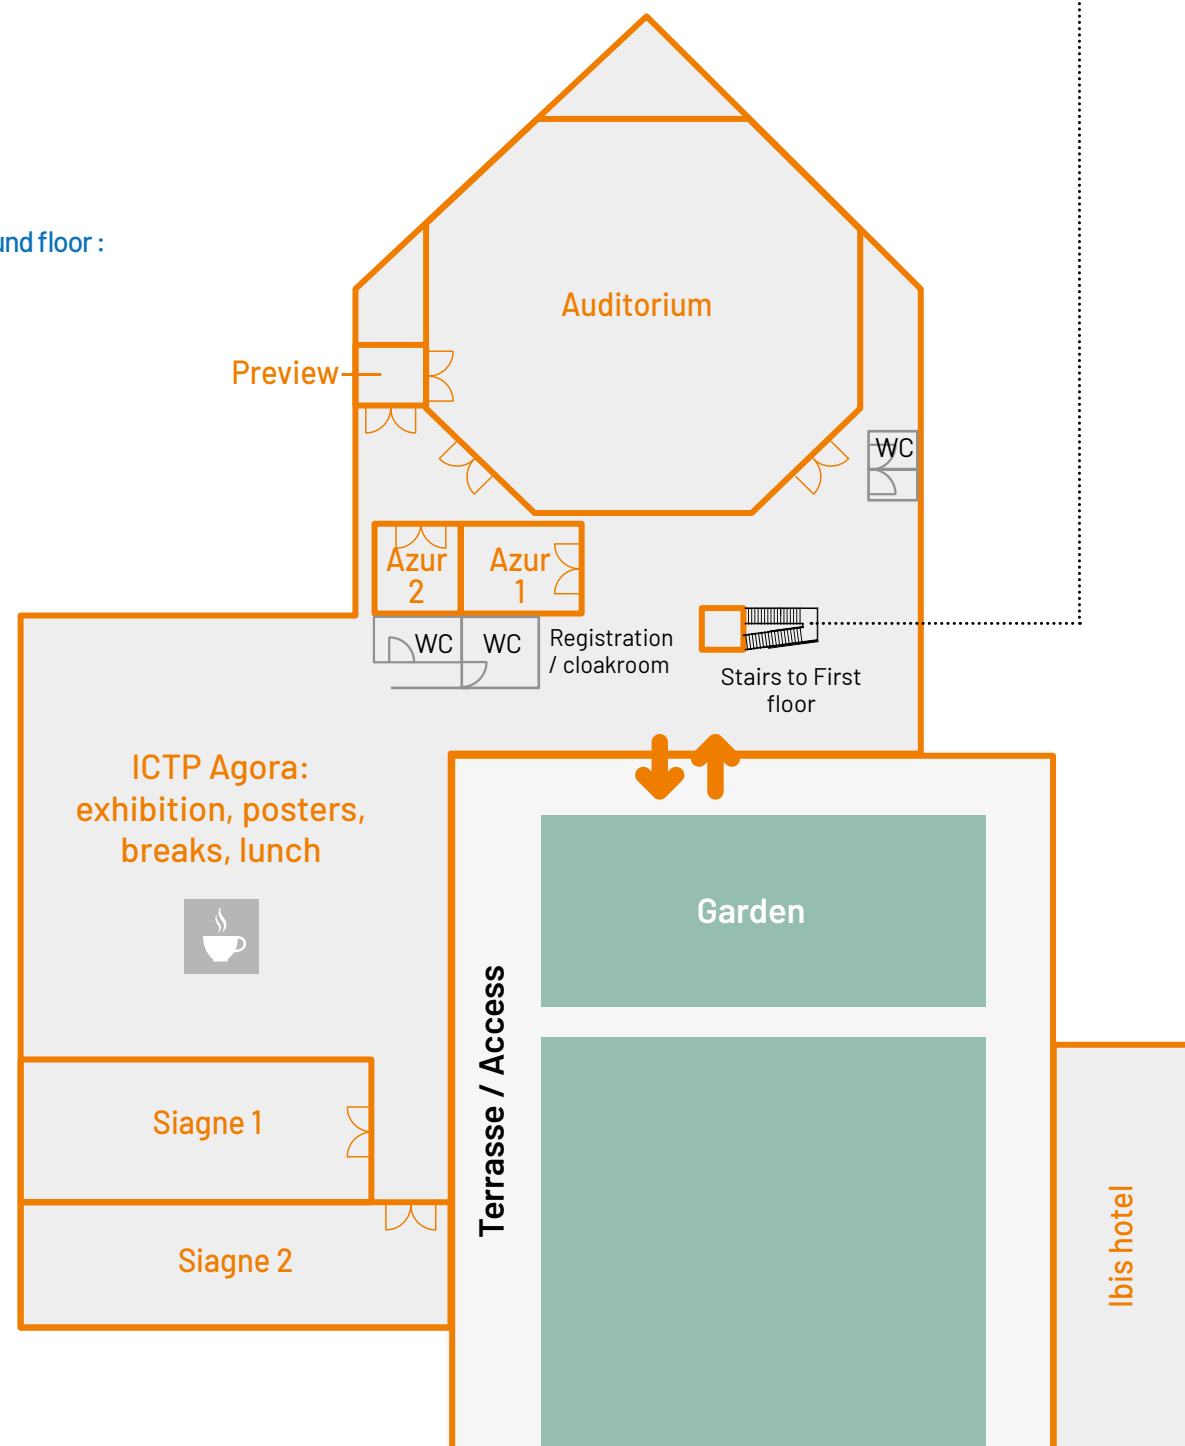 und floor :
Auditorium
Preview
WC
Azur
2
Azur
1
WC
WC
Registration
/ cloakroom
Stairs to First
floor
ICTP Agora:
exhibition, posters,
breaks, lunch
Garden
Terrasse / Access
Siagne 1
Siagne 2
Ibis hotel